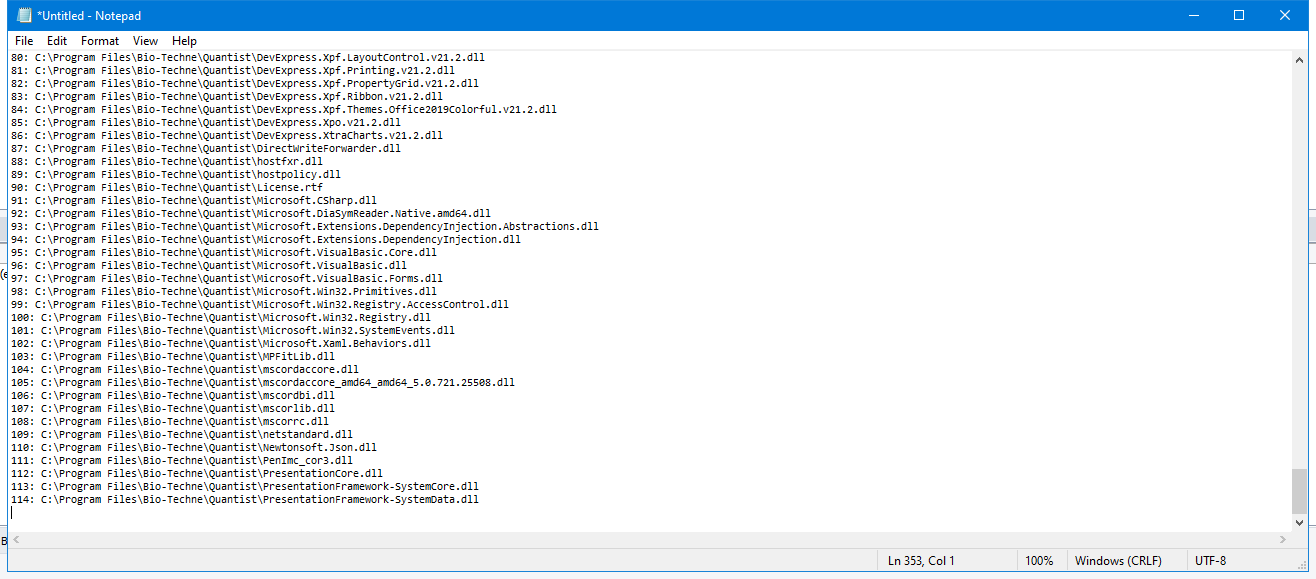 *Untitled - Notepad
File Edit Format View Help
80: C:\Program Files\Bio-Techne\Quantist\DevExpress.Xpf.LayoutControl.v21.2.dll
81: C:\Program Files\Bio-Techne\Quantist\DevExpress.Xpf.Printing.v21.2.dll
82: C:\Program Files\Bio-Techne\Quantist\DevExpress.Xpf.PropertyGrid.v21.2.dll
83: C:\Program Files\Bio-Techne\Quantist\DevExpress.Xpf.Ribbon.v21.2.dll
84: C:\Program Files\Bio-Techne\Quantist\DevExpress.Xpf.Themes.Office2019Colorful.v21.2.dll
85: C:\Program Files\Bio-Techne\Quantist\DevExpress.Xpo.v21.2.dll
86: C:\Program Files\Bio-Techne\Quantist\DevExpress.XtraCharts.v21.2.dll
87: C:\Program Files\Bio-Techne\Quantist\DirectWriteForwarder.dll
88: C:\Program Files\Bio-Techne\Quantist\hostfxr.dll
89: C:\Program Files\Bio-Techne\Quantist\hostpolicy.dll
90: C:\Program Files\Bio-Techne\Quantist\License.rtf
91: C:\Program Files\Bio-Techne\Quantist\Microsoft.CSharp.dll
92: C:\Program Files\Bio-Techne\Quantist\Microsoft.DiaSymReader.Native.amd64.dll
93: C:\Program Files\Bio-Techne\Quantist\Microsoft.Extensions.DependencyInjection.Abstractions.dll
94: C:\Program Files\Bio-Techne\Quantist\Microsoft.Extensions.DependencyInjection.dll
95: C:\Program Files\Bio-Techne\Quantist\Microsoft.VisualBasic.Core.dll
96: C:\Program Files\Bio-Techne\Quantist\Microsoft.VisualBasic.dll
97: C:\Program Files\Bio-Techne\Quantist\Microsoft.VisualBasic.Forms.dll
98: C:\Program Files\Bio-Techne\Quantist\Microsoft.Win32.Primitives.dll
99: C:\Program Files\Bio-Techne\Quantist\Microsoft.Win32.Registry.AccessControl.dll
100: C:\Program Files\Bio-Techne\Quantist\Microsoft.Win32.Registry.dll
101: C:\Program Files\Bio-Techne\Quantist\Microsoft.Win32.SystemEvents.dll
102: C:\Program Files\Bio-Techne\Quantist\Microsoft.Xaml.Behaviors.dll
103: C:\Program Files\Bio-Techne\Quantist\MPFitLib.dll
104: C:\Program Files\Bio-Techne\Quantist\mscordaccore.dll
105: C:\Program Files\Bio-Techne\Quantist\mscordaccore_amd64_amd64_5.0.721.25508.dll
106: C:\Program Files\Bio-Techne\Quantist\mscordbi.dll
107: C:\Program Files\Bio-Techne\Quantist\mscorlib.dll
108: C:\Program Files\Bio-Techne\Quantist\mscorrc.dll
109: C:\Program Files\Bio-Techne\Quantist\netstandard.dll
110: C:\Program Files\Bio-Techne\Quantist\Newtonsoft.Json.dll
111: C:\Program Files\Bio-Techne\Quantist\PenImc_cor3.dll
112: C:\Program Files\Bio-Techne\Quantist\PresentationCore.dll
113: C:\Program Files\Bio-Techne\Quantist\PresentationFramework-SystemCore.dll
114: C:\Program Files\Bio-Techne\Quantist\PresentationFramework-SystemData.dll
Ln 353, Col 1 100% Windows (CRLF) UTF-8